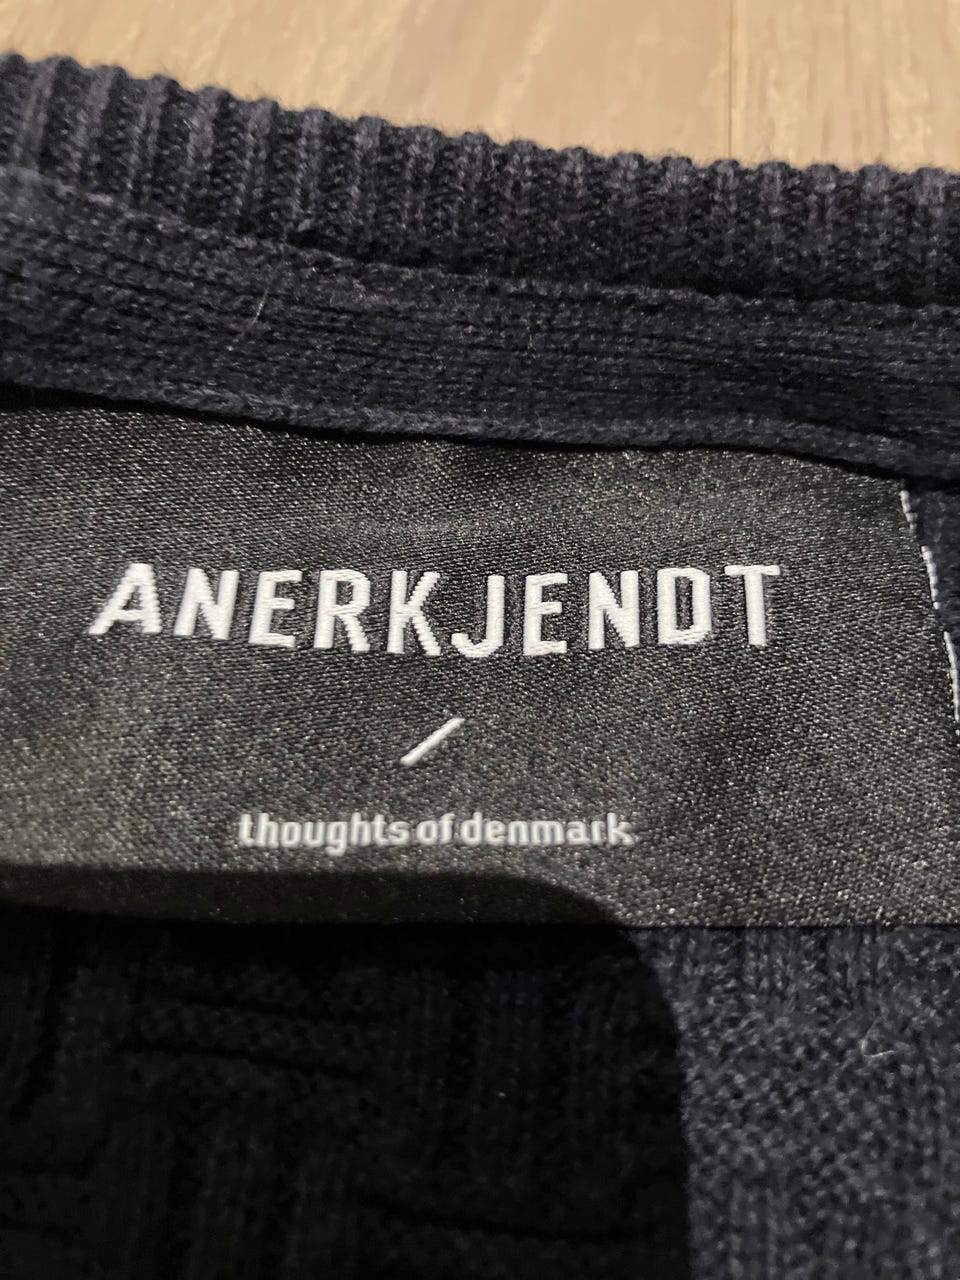 ANERKJENDT
/
thoughts of denmark